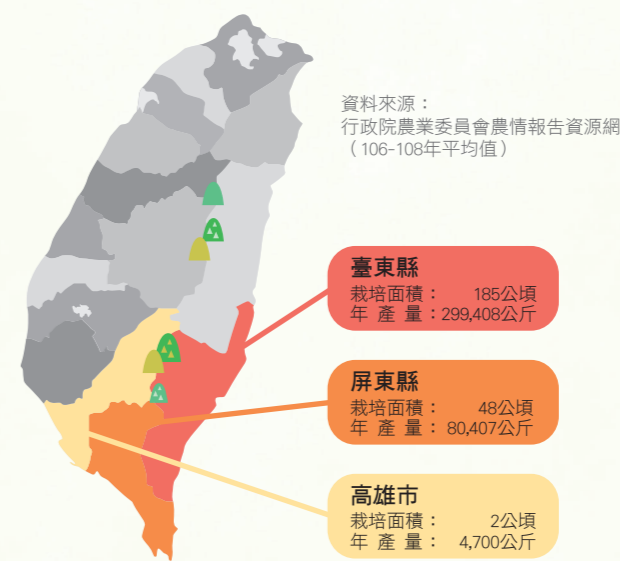 資料來源：
行政院農業委員會農情報告資源網
（106-108年平均值）
臺東縣
栽培面積： 185公頃
年 產 量：299,408公斤
屏東縣
栽培面積： 48公頃
年 產 量： 80,407公斤
高雄市
栽培面積： 2公頃
年 產 量： 4,700公斤